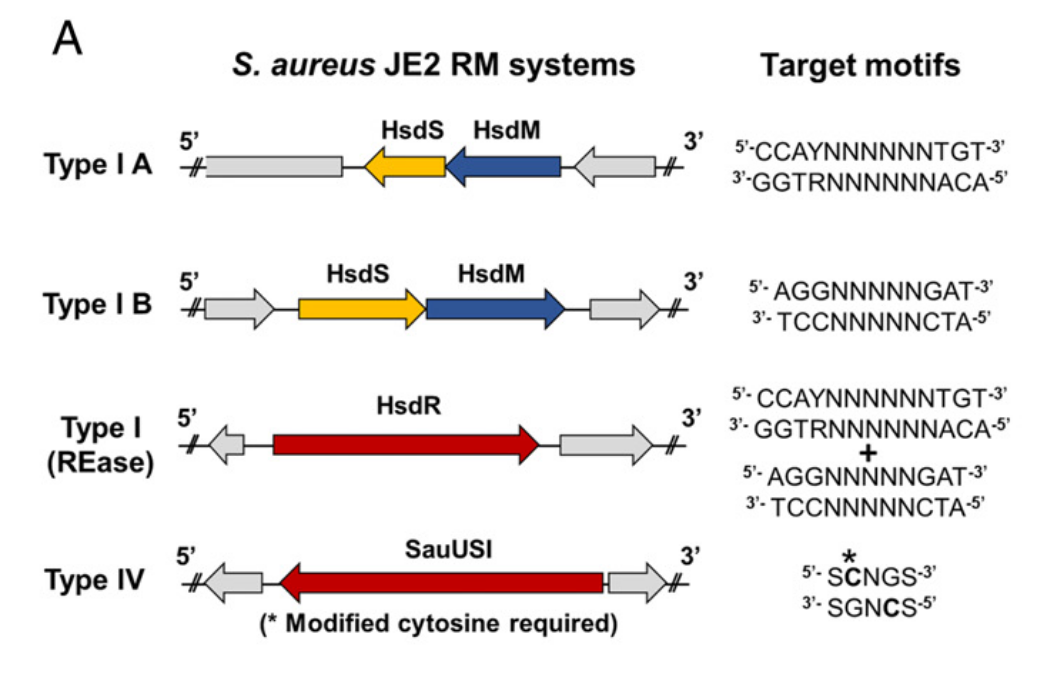 A
S. aureus JE2 RM systems
Target motifs
Type I A
5’
HsdS
HsdM
3’
5’-CCAYNNNNNNTGT-3’
3’-GGTRNNNNNNACA-5’
Type I B
5’
HsdS
HsdM
3’
5’- AGGNNNNNGAT-3’
3’- TCCNNNNNCTA-5’
Type I
(REase)
5’
HsdR
3’
5’- CCAYNNNNNNTGT-3’
3’- GGTRNNNNNNACA-5’
+
5’- AGGNNNNNGAT-3’
3’- TCCNNNNNCTA-5’
Type IV
5’
SauUSI
3’
(* Modified cytosine required)
*
5’- SCNGS-3’
3’- SGNCS-5’